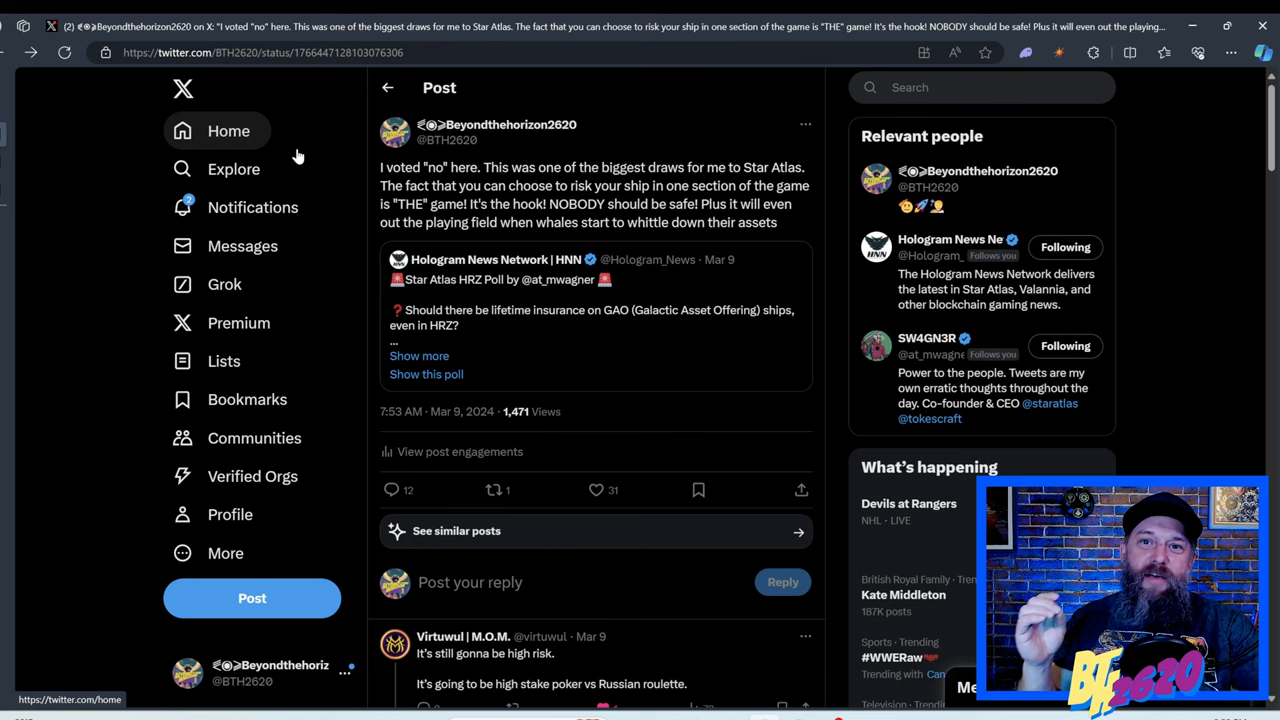 (2) ⋞⦿⋟Beyondthehorizon2620 on X: "I voted "no" here. This was one of the biggest draws for me to Star Atlas. The fact that you can choose to risk your ship in one section of the game is "THE" game! It's the hook! NOBODY should be safe! Plus it will even out the playing...
https://twitter.com/BTH2620/status/1766447128103076306
Home
Explore
2
Notifications
Messages
Grok
Premium
Lists
Bookmarks
Communities
Verified Orgs
Profile
More
Post
⋞⦿⋟Beyondthehoriz
@BTH2620
https://twitter.com/home
Post
⋞⦿⋟Beyondthehorizon2620
@BTH2620
I voted "no" here. This was one of the biggest draws for me to Star Atlas.
The fact that you can choose to risk your ship in one section of the game
is "THE" game! It's the hook! NOBODY should be safe! Plus it will even
out the playing field when whales start to whittle down their assets
Hologram News Network | HNN @Hologram_News · Mar 9
🚨Star Atlas HRZ Poll by @at_mwagner 🚨
❓Should there be lifetime insurance on GAO (Galactic Asset Offering) ships,
even in HRZ?
...
Show more
Show this poll
7:53 AM · Mar 9, 2024 · 1,471 Views
View post engagements
12 1 31
See similar posts
Post your reply
Reply
Virtuwul | M.O.M. @virtuwul · Mar 9
It's still gonna be high risk.
It's going to be high stake poker vs Russian roulette.
Search
Relevant people
⋞⦿⋟Beyondthehorizon2620
@BTH2620
Hologram News Ne
@Hologram_ Follows you
Following
The Hologram News Network delivers
the latest in Star Atlas, Valannia, and
other blockchain gaming news.
SW4GN3R
@at_mwagne Follows you
Following
Power to the people. Tweets are my
own erratic thoughts throughout the
day. Co-founder & CEO @staratlas
@tokescraft
What's happening
Devils at Rangers
NHL · LIVE
British Royal Family · Tren
Kate Middleton
187K posts
Sports · Trending
#WWERaw
Trending with Can
Television · Trending
Me
BTH2620